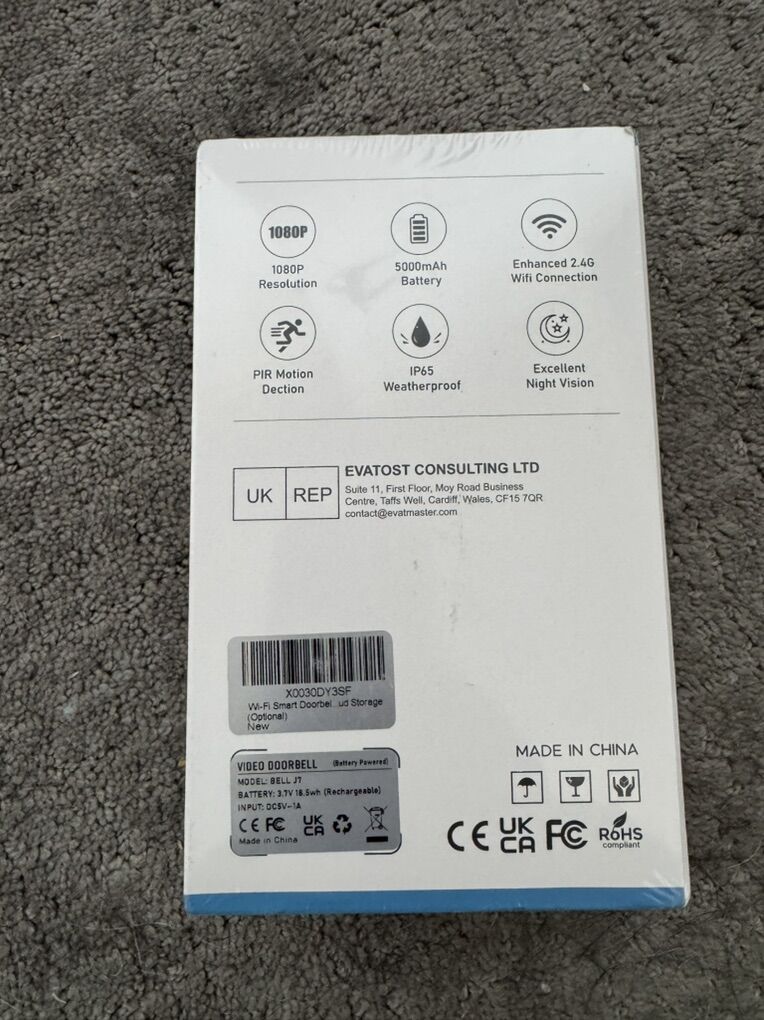 1080P
1080P
Resolution
5000mAh
Battery
Enhanced 2.4G
Wifi Connection
PIR Motion
Dection
IP65
Weatherproof
Excellent
Night Vision
UK REP
EVATOST CONSULTING LTD
Suite 11, First Floor, Moy Road Business
Centre, Taffs Well, Cardiff, Wales, CF15 7QR
contact@evatmaster.com
X0030DY3SF
Wi-Fi Smart Doorbel...ud Storage
(Optional)
New
VIDEO DOORBELL (Battery Powered)
MODEL: BELL J7
BATTERY: 3.7V 18.5wh (Rechargeable)
INPUT: DC5V⎓1A
CE FC UK
CA
Made in China
MADE IN CHINA
CE UK
CA FC RoHS
compliant